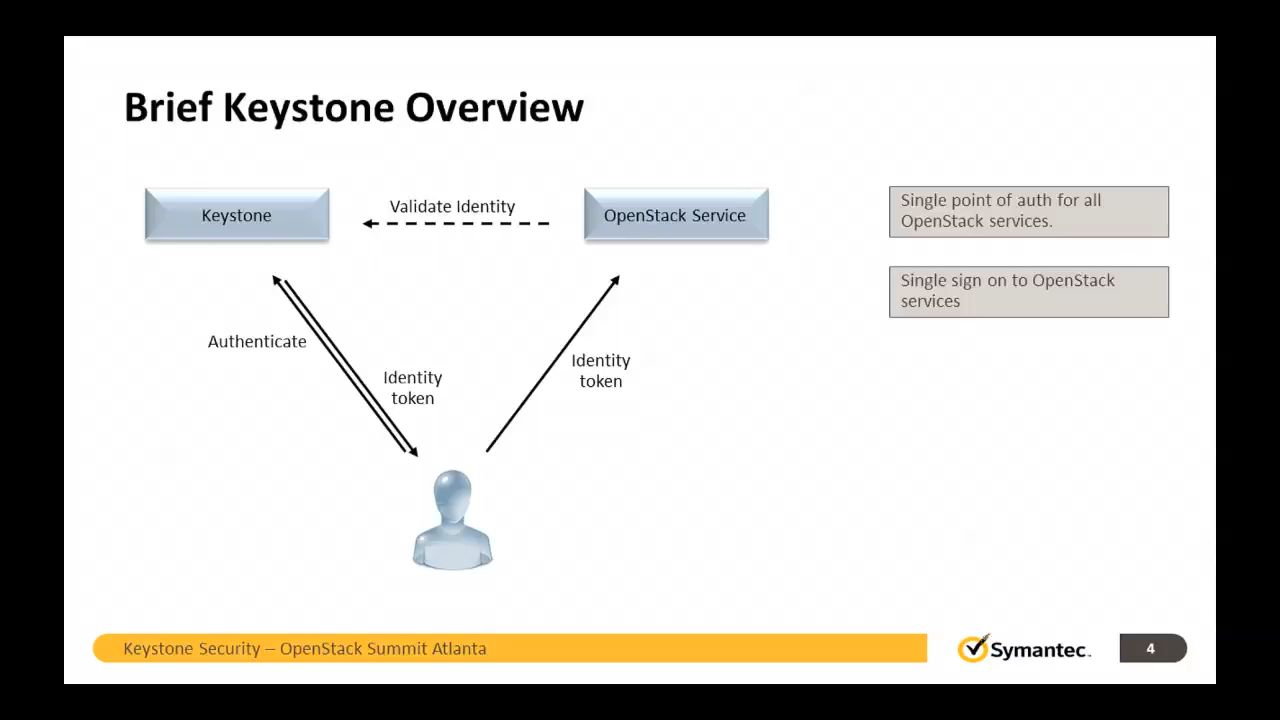 Brief Keystone Overview
Keystone
Validate Identity
OpenStack Service
Single point of auth for all
OpenStack services.
Single sign on to OpenStack
services
Authenticate
Identity
token
Identity
token
Keystone Security – OpenStack Summit Atlanta
Symantec™
4